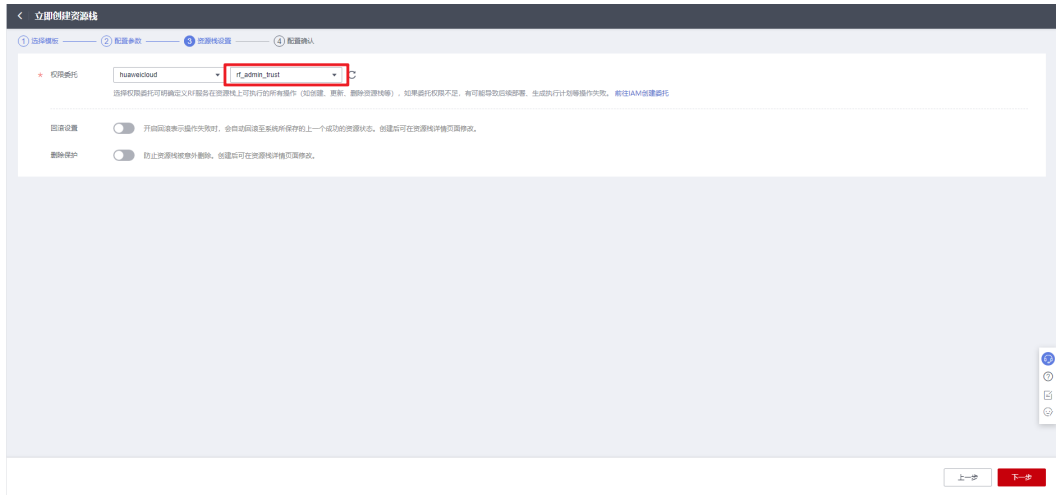 立即创建资源栈
1 选择模板 2 配置参数 3 资源栈设置 4 配置确认
* 权限委托 huaweicloud rf_admin_trust
选择权限委托可明确定义RF服务在资源栈上可执行的所有操作（如创建、更新、删除资源栈等），如果委托权限不足，有可能导致后续部署、生成执行计划等操作失败。 前往IAM创建委托
回滚设置 开启回滚表示操作失败时，会自动回滚至系统所保存的上一个成功的资源状态。创建后可在资源栈详情页面修改。
删除保护 防止资源栈被意外删除。创建后可在资源栈详情页面修改。
上一步 下一步